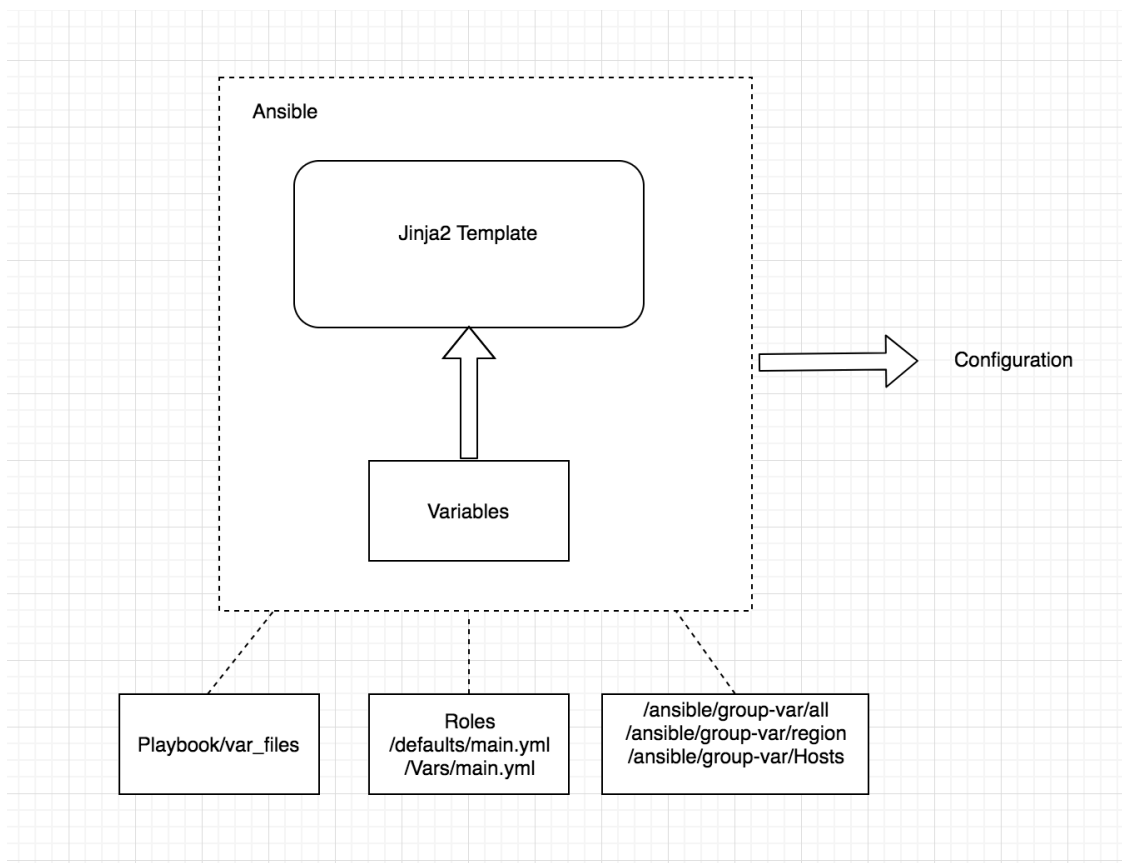 Ansible
Jinja2 Template
Configuration
Variables
Playbook/var_files
Roles
/defaults/main.yml
/Vars/main.yml
/ansible/group-var/all
/ansible/group-var/region
/ansible/group-var/Hosts